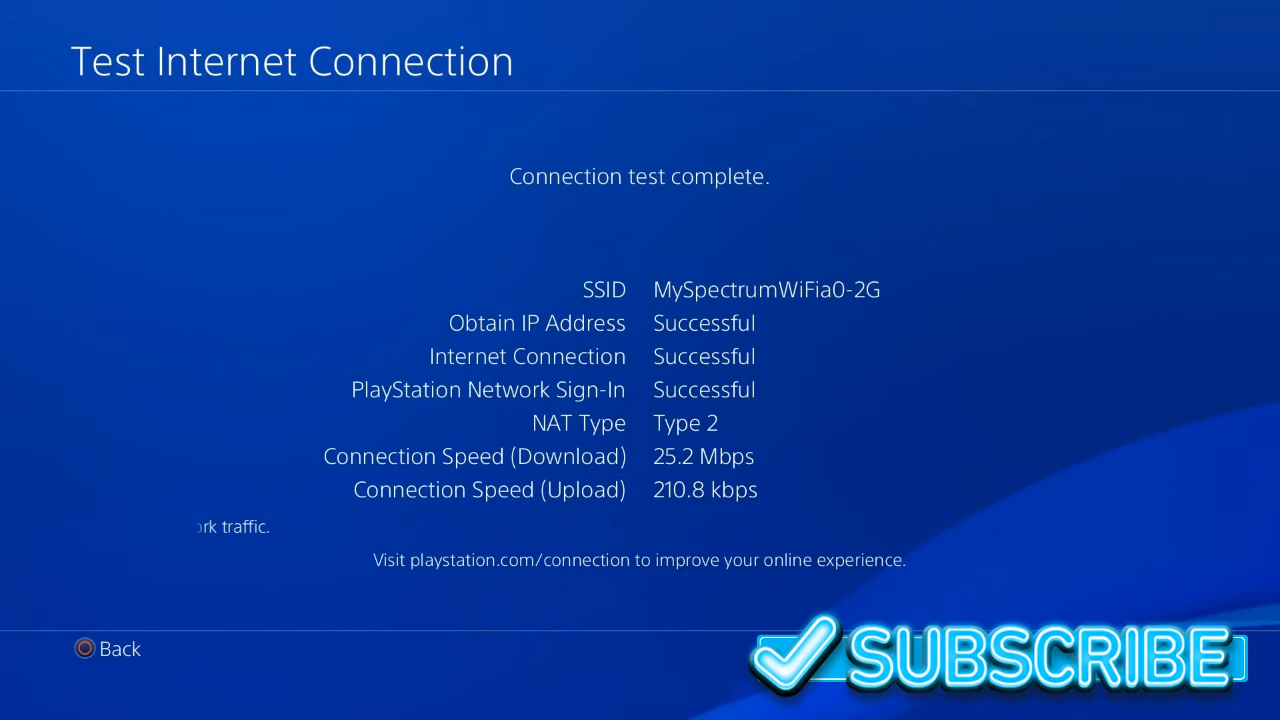 Test Internet Connection
Connection test complete.
SSID MySpectrumWiFia0-2G
Obtain IP Address Successful
Internet Connection Successful
PlayStation Network Sign-In Successful
NAT Type Type 2
Connection Speed (Download) 25.2 Mbps
Connection Speed (Upload) 210.8 kbps
traffic.
Visit playstation.com/connection to improve your online experience.
Back
SUBSCRIBE